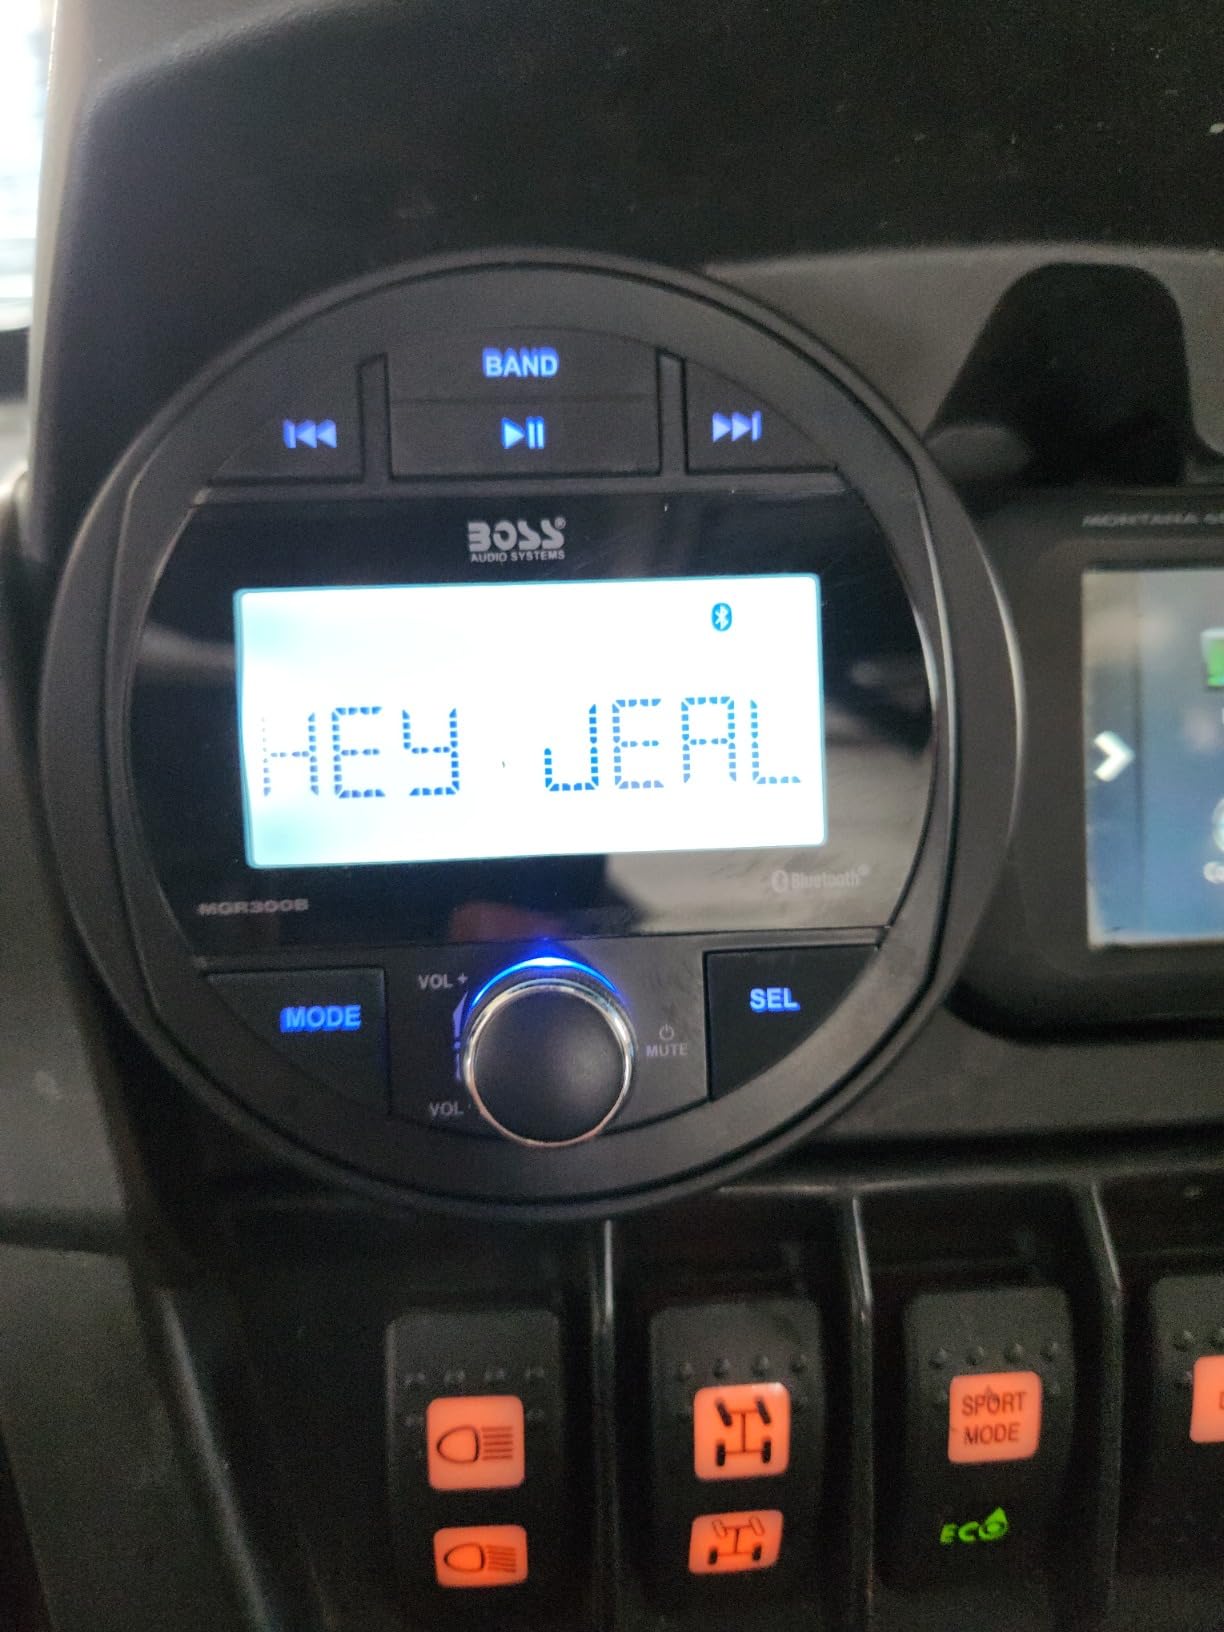 BAND
BOSS®
AUDIO SYSTEMS
HEY JEAL
MGR300B
Bluetooth®
MODE
VOL +
VOL
MUTE
SEL
SPORT
MODE
ECO